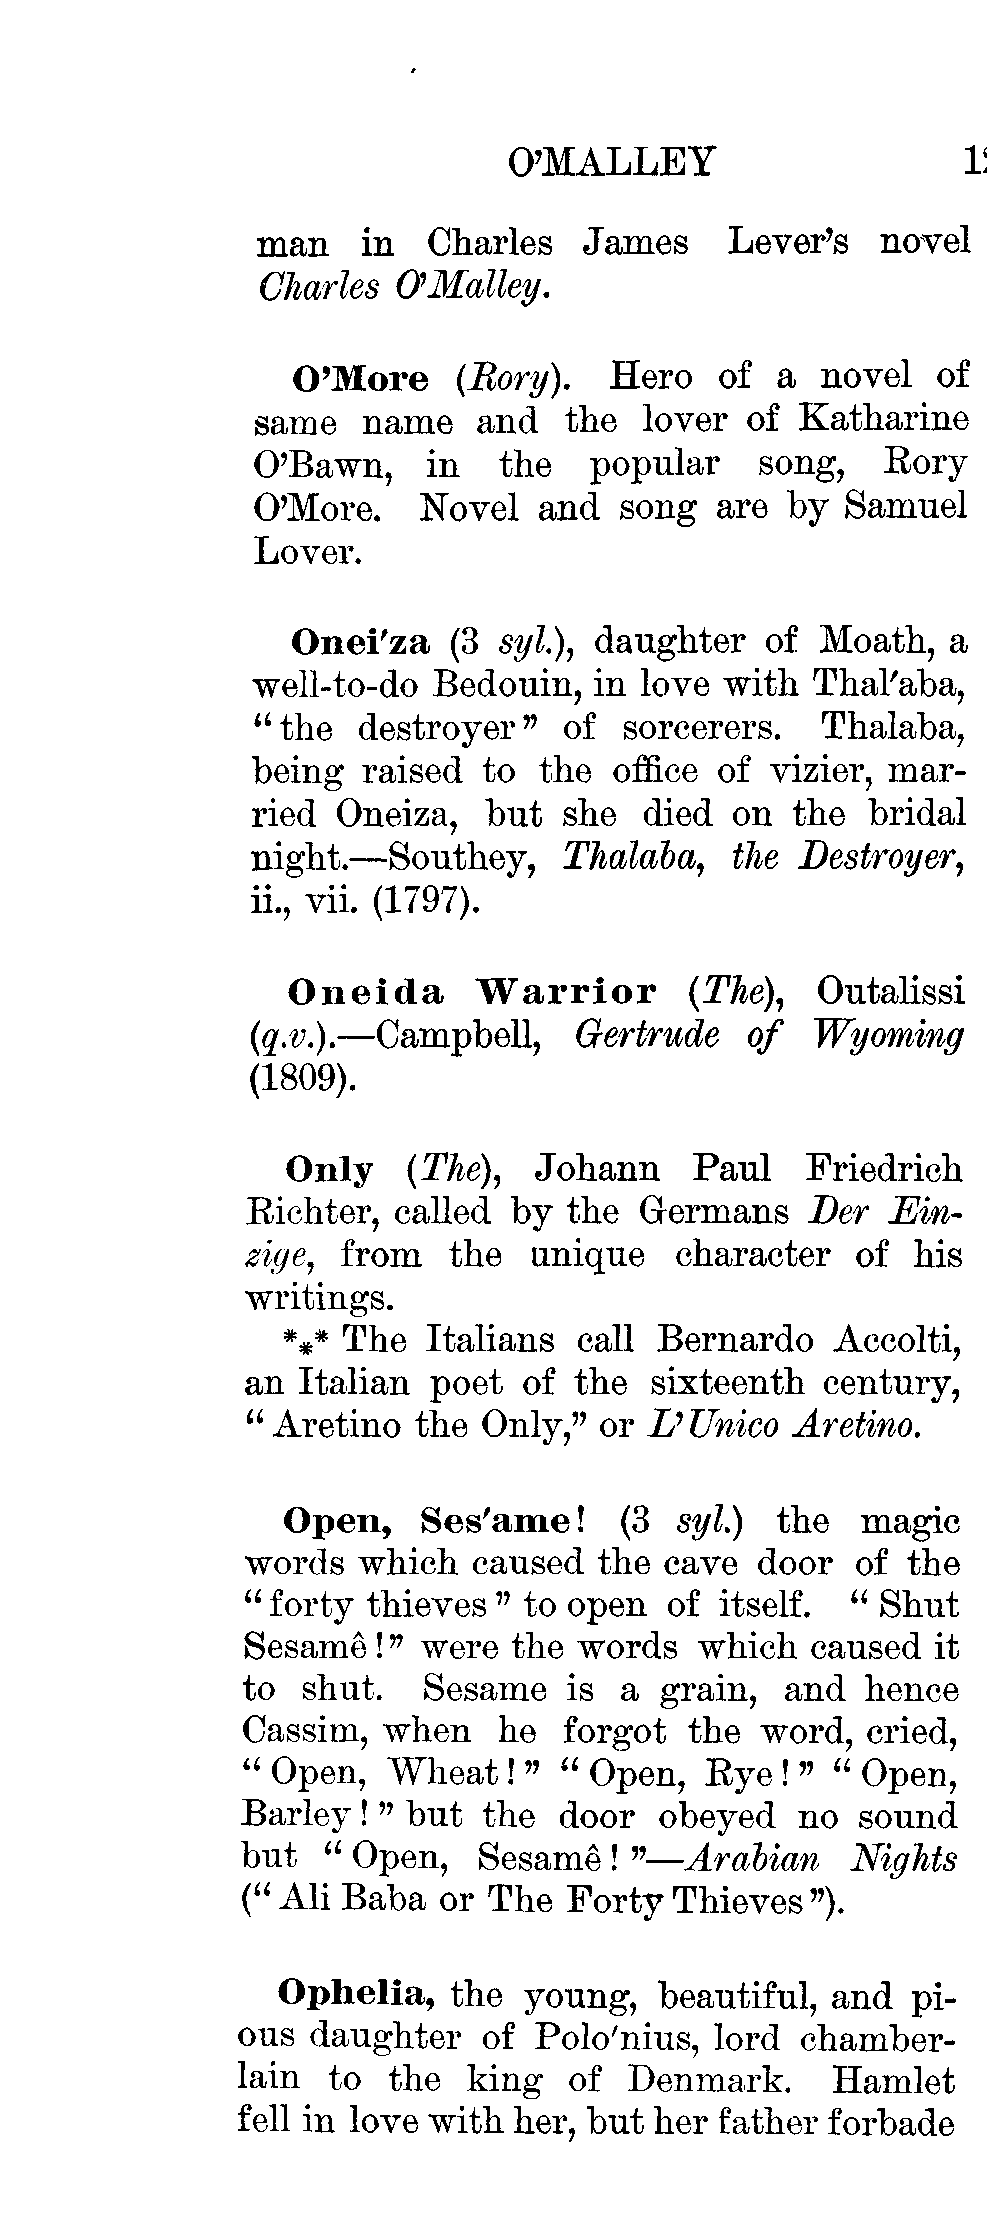 O'MALLEY
man in Charles James Lever's novel
Charles O'Malley.
O'More (Rory). Hero of a novel of
same name and the lover of Katharine
O'Bawn, in the popular song, Rory
O'More. Novel and song are by Samuel
Lover.
Onei'za (3 syl.), daughter of Moath, a
well-to-do Bedouin, in love with Thal'aba,
“the destroyer” of sorcerers. Thalaba,
being raised to the office of vizier, mar-
ried Oneiza, but she died on the bridal
night.—Southey, Thalaba, the Destroyer,
ii., vii. (1797).
Oneida Warrior (The), Outalissi
(q.v.).—Campbell, Gertrude of Wyoming
(1809).
Only (The), Johann Paul Friedrich
Richter, called by the Germans Der Ein-
zige, from the unique character of his
writings.
*⁎* The Italians call Bernardo Accolti,
an Italian poet of the sixteenth century,
“Aretino the Only,” or L'Unico Aretino.
Open, Ses'ame! (3 syl.) the magic
words which caused the cave door of the
“forty thieves” to open of itself. “Shut
Sesamê!” were the words which caused it
to shut. Sesame is a grain, and hence
Cassim, when he forgot the word, cried,
“Open, Wheat!” “Open, Rye!” “Open,
Barley!” but the door obeyed no sound
but “Open, Sesamê!”—Arabian Nights
(“Ali Baba or The Forty Thieves”).
Ophelia, the young, beautiful, and pi-
ous daughter of Polo'nius, lord chamber-
lain to the king of Denmark. Hamlet
fell in love with her, but her father forbade